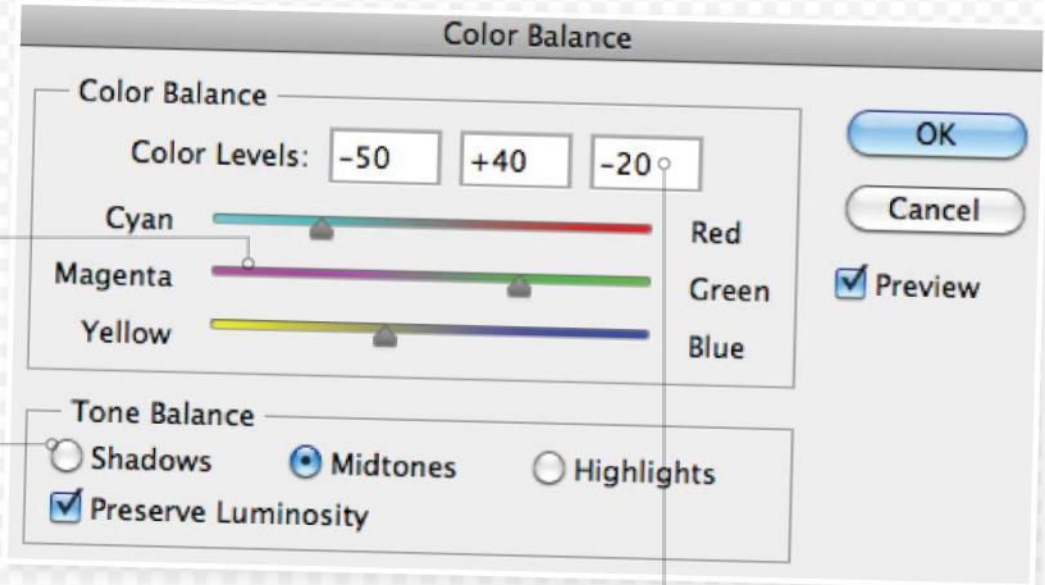 Color Balance
Color Balance
Color Levels: -50 +40 -20
Cyan Red
Magenta Green
Yellow Blue
Tone Balance
Shadows Midtones Highlights
Preserve Luminosity
OK
Cancel
Preview